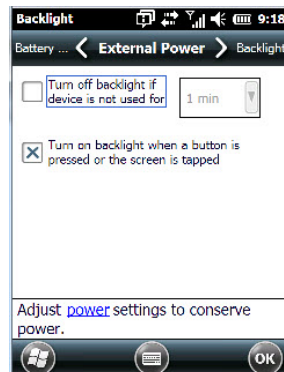 Backlight 9:18
Battery ... External Power Backlight
Turn off backlight if
device is not used for
1 min
Turn on backlight when a button is
pressed or the screen is tapped
Adjust power settings to conserve
power.
OK